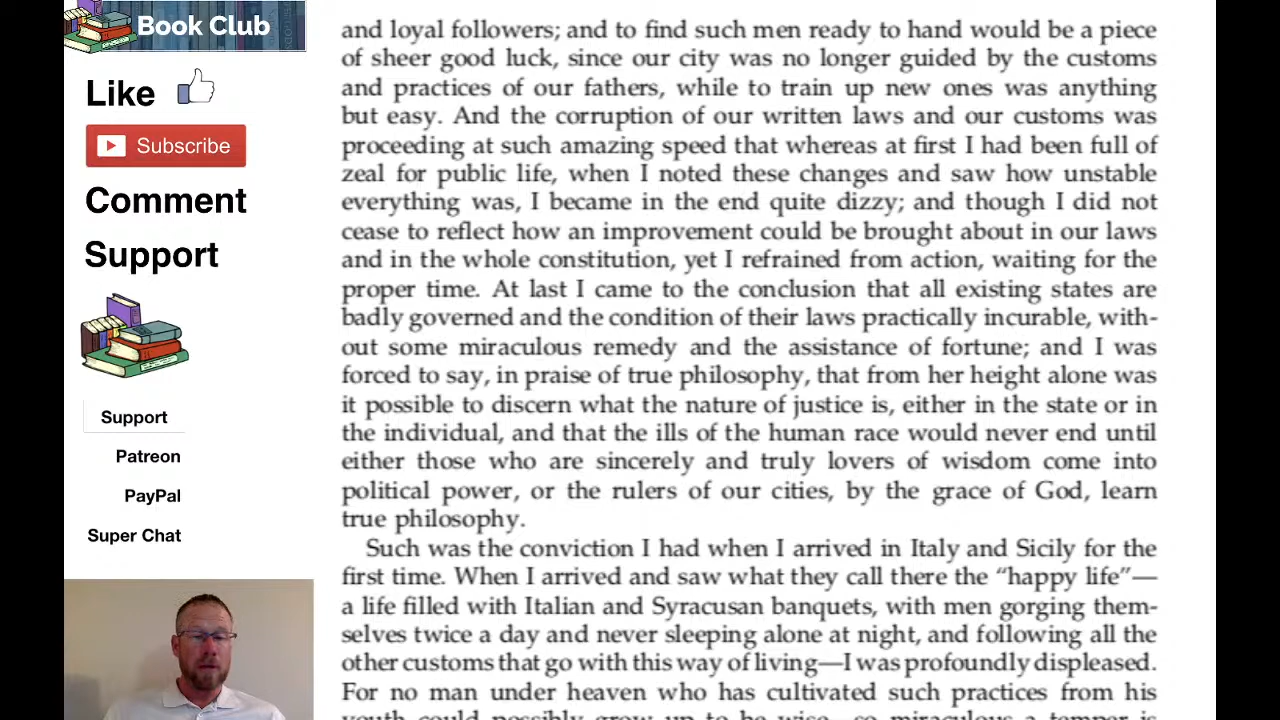 Book Club
Like
Subscribe
Comment
Support
Support
Patreon
PayPal
Super Chat
and loyal followers; and to find such men ready to hand would be a piece
of sheer good luck, since our city was no longer guided by the customs
and practices of our fathers, while to train up new ones was anything
but easy. And the corruption of our written laws and our customs was
proceeding at such amazing speed that whereas at first I had been full of
zeal for public life, when I noted these changes and saw how unstable
everything was, I became in the end quite dizzy; and though I did not
cease to reflect how an improvement could be brought about in our laws
and in the whole constitution, yet I refrained from action, waiting for the
proper time. At last I came to the conclusion that all existing states are
badly governed and the condition of their laws practically incurable, with-
out some miraculous remedy and the assistance of fortune; and I was
forced to say, in praise of true philosophy, that from her height alone was
it possible to discern what the nature of justice is, either in the state or in
the individual, and that the ills of the human race would never end until
either those who are sincerely and truly lovers of wisdom come into
political power, or the rulers of our cities, by the grace of God, learn
true philosophy.
Such was the conviction I had when I arrived in Italy and Sicily for the
first time. When I arrived and saw what they call there the “happy life”—
a life filled with Italian and Syracusan banquets, with men gorging them-
selves twice a day and never sleeping alone at night, and following all the
other customs that go with this way of living—I was profoundly displeased.
For no man under heaven who has cultivated such practices from his
youth could possibly grow up to be wise—so miraculous a temper is